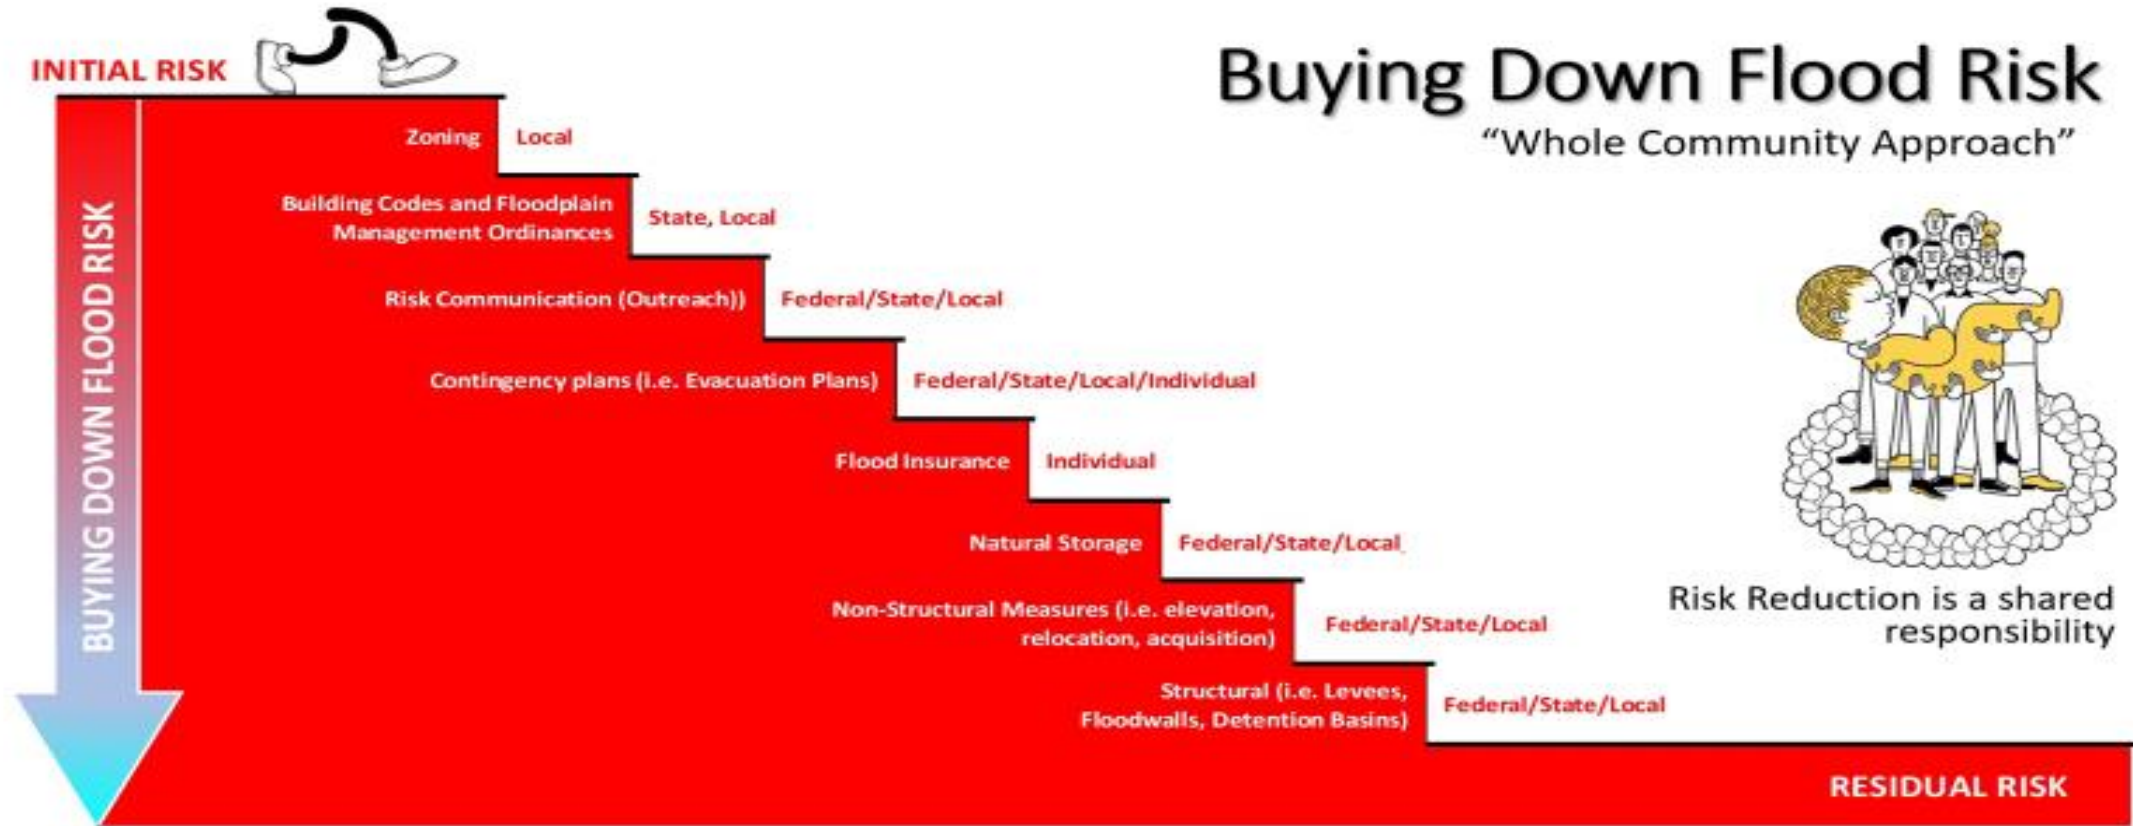 Buying Down Flood Risk
“Whole Community Approach”
INITIAL RISK
BUYING DOWN FLOOD RISK
Zoning
Local
Building Codes and Floodplain
Management Ordinances
State, Local
Risk Communication (Outreach))
Federal/State/Local
Contingency plans (i.e. Evacuation Plans)
Federal/State/Local/Individual
Flood Insurance
Individual
Natural Storage
Federal/State/Local
Non-Structural Measures (i.e. elevation,
relocation, acquisition)
Federal/State/Local
Structural (i.e. Levees,
Floodwalls, Detention Basins)
Federal/State/Local
Risk Reduction is a shared
responsibility
RESIDUAL RISK